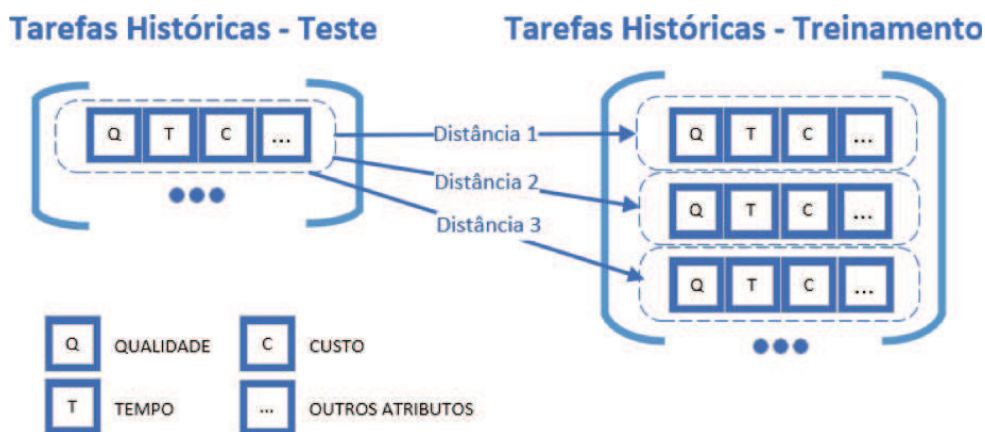 Tarefas Históricas - Teste
Tarefas Históricas - Treinamento
Q T C ...
Distância 1
Q T C ...
Distância 2
Q T C ...
Distância 3
Q T C ...
Q QUALIDADE
C CUSTO
T TEMPO
... OUTROS ATRIBUTOS